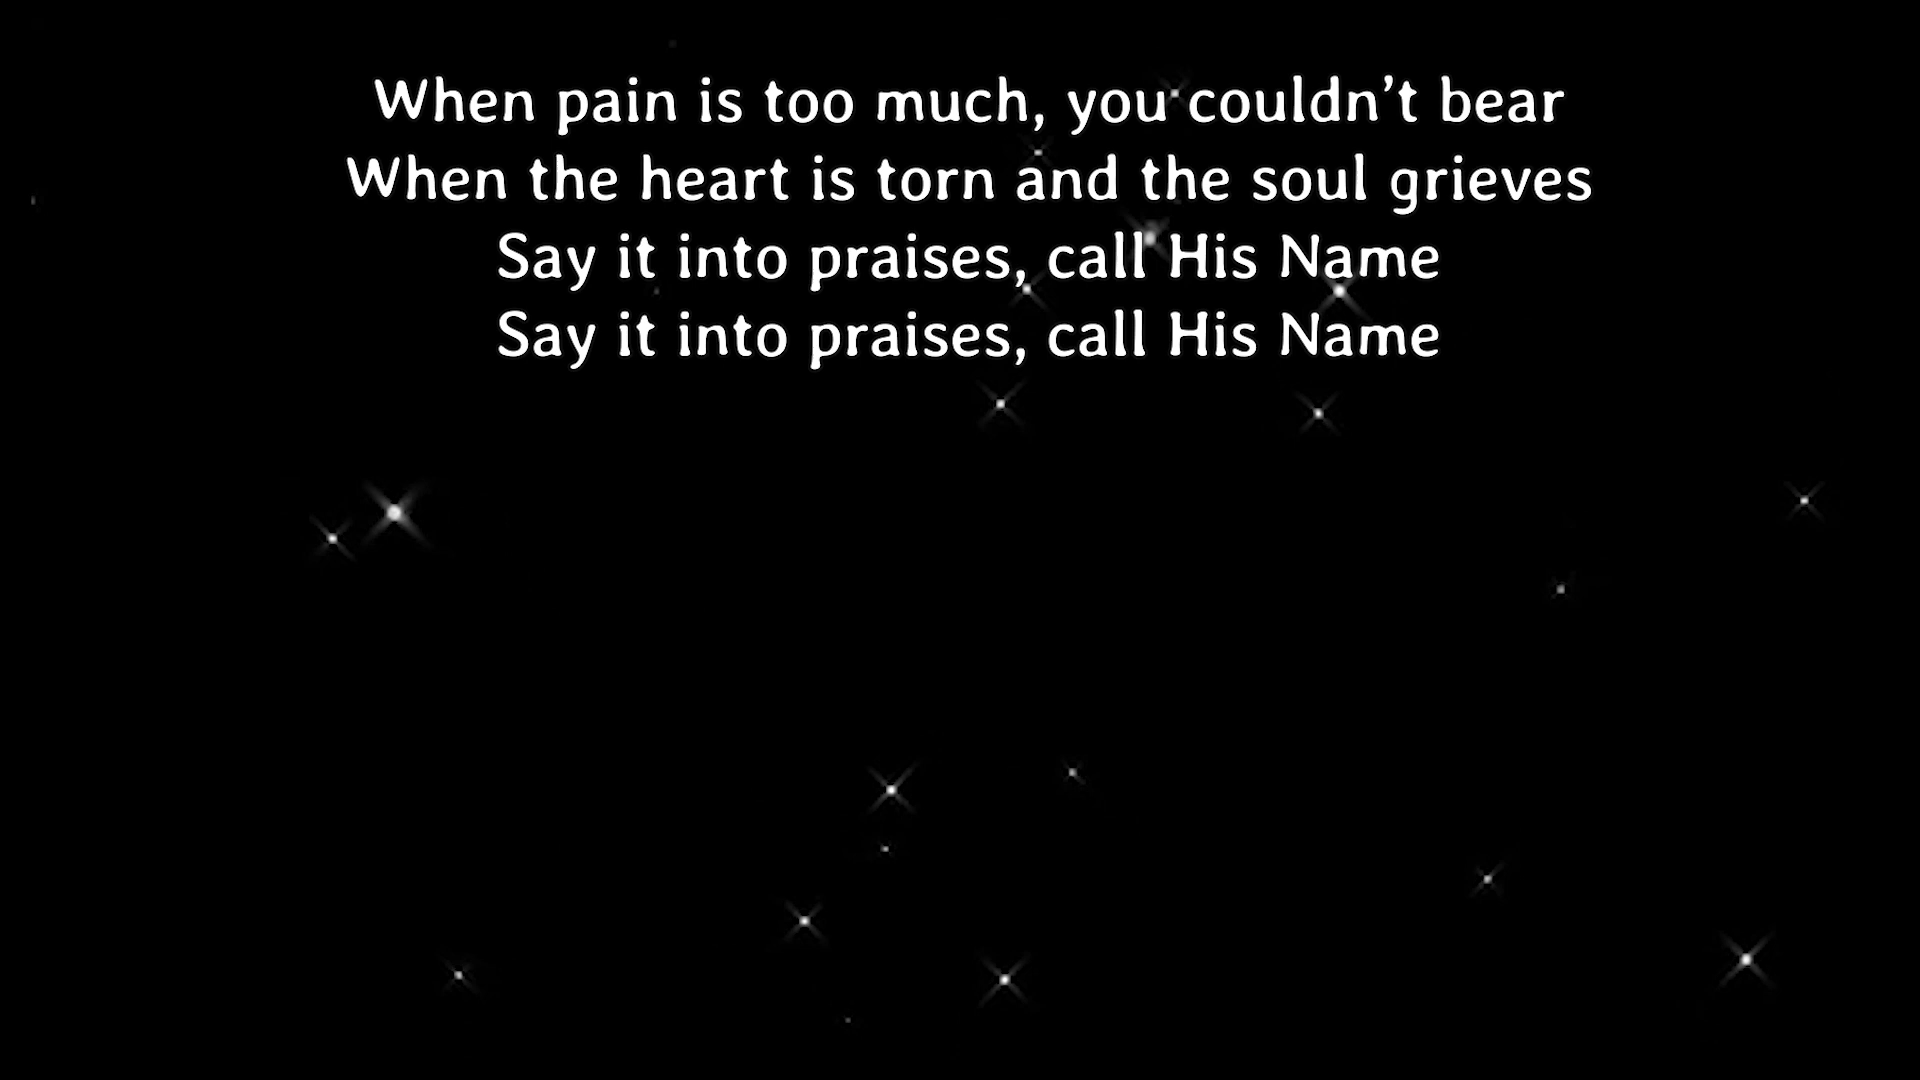 When pain is too much, you couldn’t bear
When the heart is torn and the soul grieves
Say it into praises, call His Name
Say it into praises, call His Name